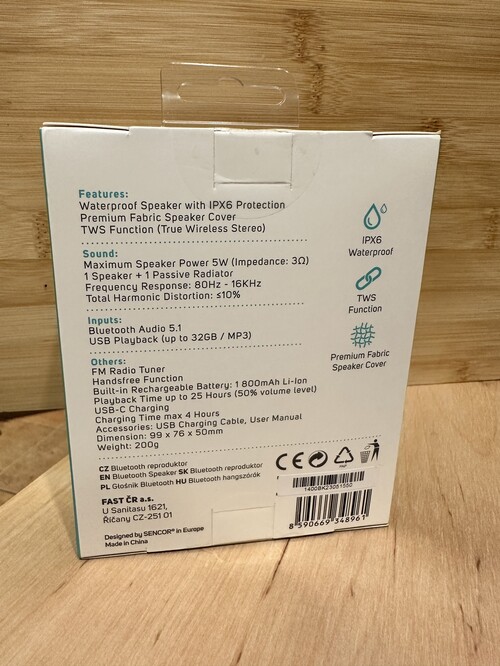 Features:
Waterproof Speaker with IPX6 Protection
Premium Fabric Speaker Cover
TWS Function (True Wireless Stereo)
IPX6
Waterproof
Sound:
Maximum Speaker Power 5W (Impedance: 3Ω)
1 Speaker + 1 Passive Radiator
Frequency Response: 80Hz - 16KHz
Total Harmonic Distortion: ≤10%
TWS
Function
Inputs:
Bluetooth Audio 5.1
USB Playback (up to 32GB / MP3)
Premium Fabric
Speaker Cover
Others:
FM Radio Tuner
Handsfree Function
Built-in Rechargeable Battery: 1 800mAh Li-Ion
Playback Time up to 25 Hours (50% volume level)
USB-C Charging
Charging Time max 4 Hours
Accessories: USB Charging Cable, User Manual
Dimension: 99 x 76 x 50mm
Weight: 200g
CZ Bluetooth reproduktor
EN Bluetooth Speaker SK Bluetooth reproduktor
PL Głośnik Bluetooth HU Bluetooth hangszórók
CE
FAST ČR a.s.
U Sanitasu 1621,
Říčany CZ-251 01
Designed by SENCOR® in Europe
Made in China
1400BK23051550
8 590669 348961